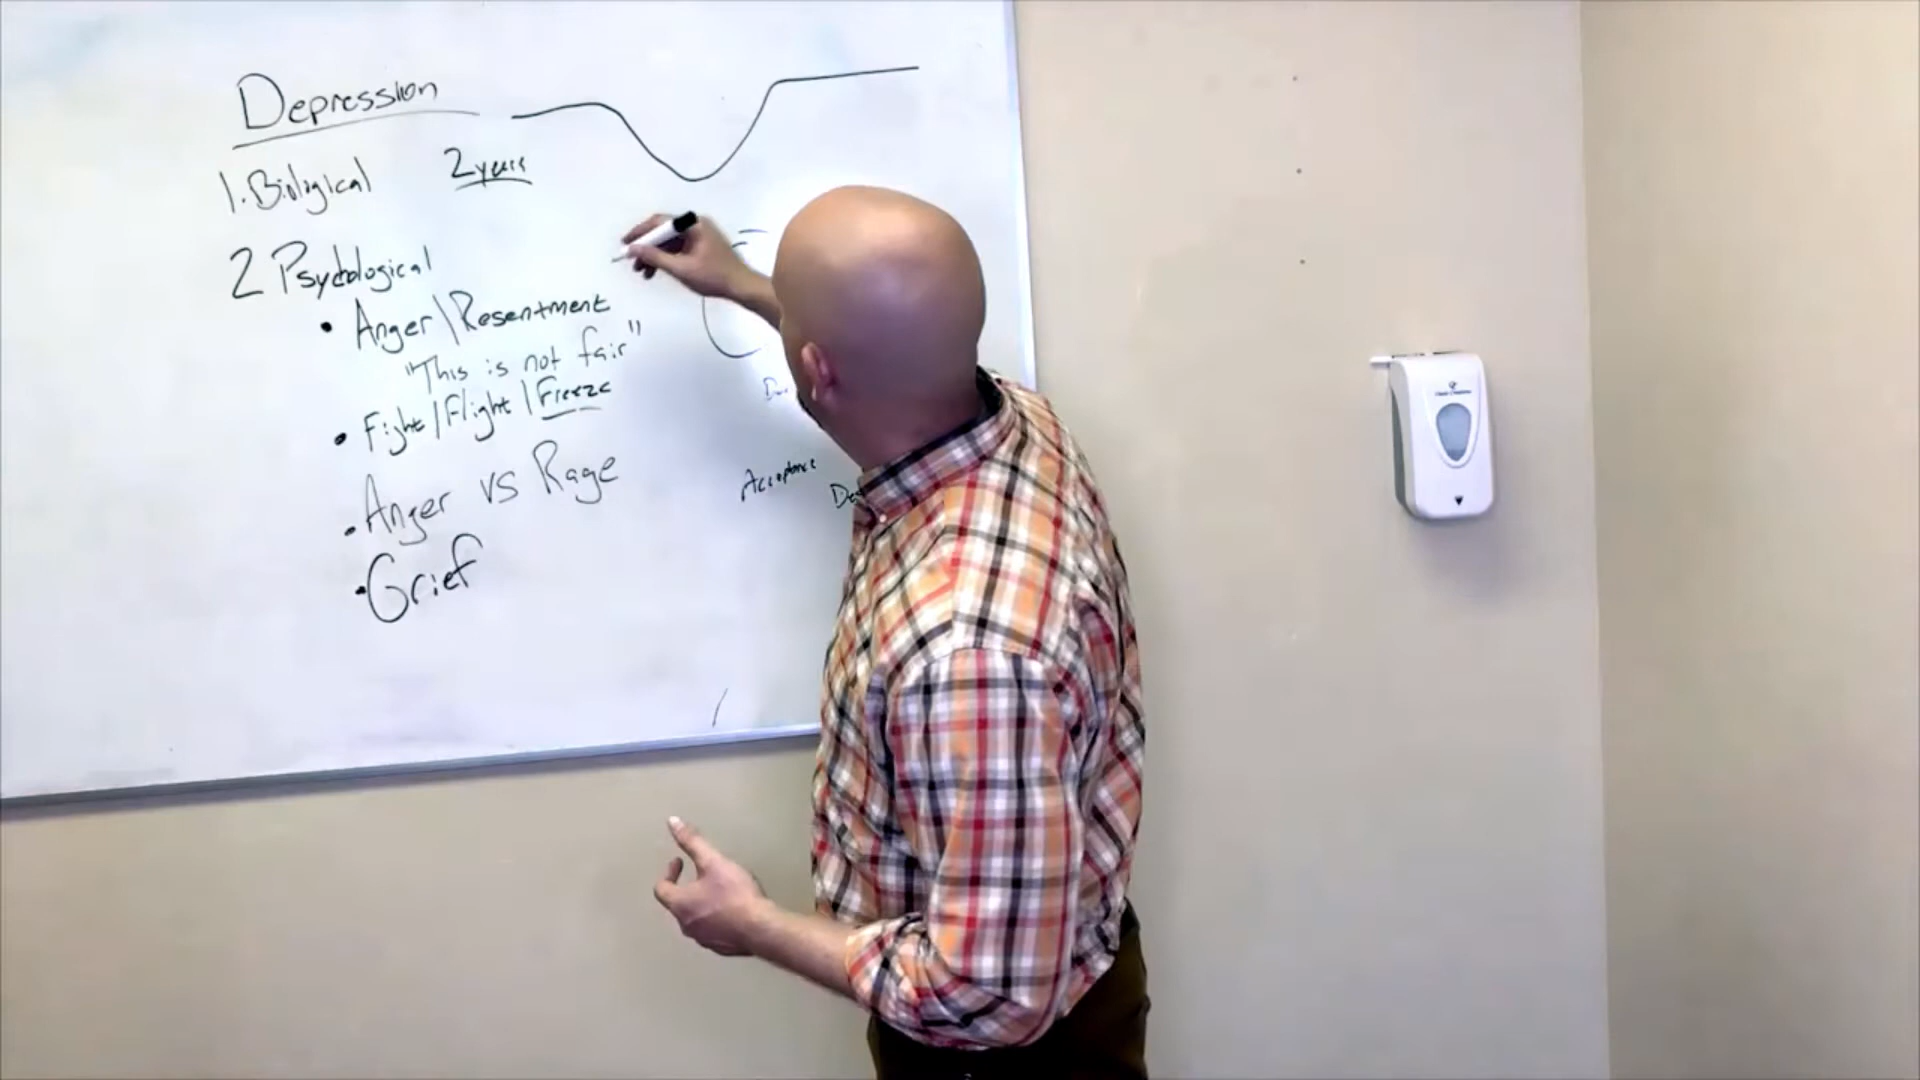 Depression
1. Biological 2 years
2 Psychological
• Anger\Resentment
"This is not fair"
• Fight/Flight/Freeze
• Anger vs Rage
• Grief
Acceptance